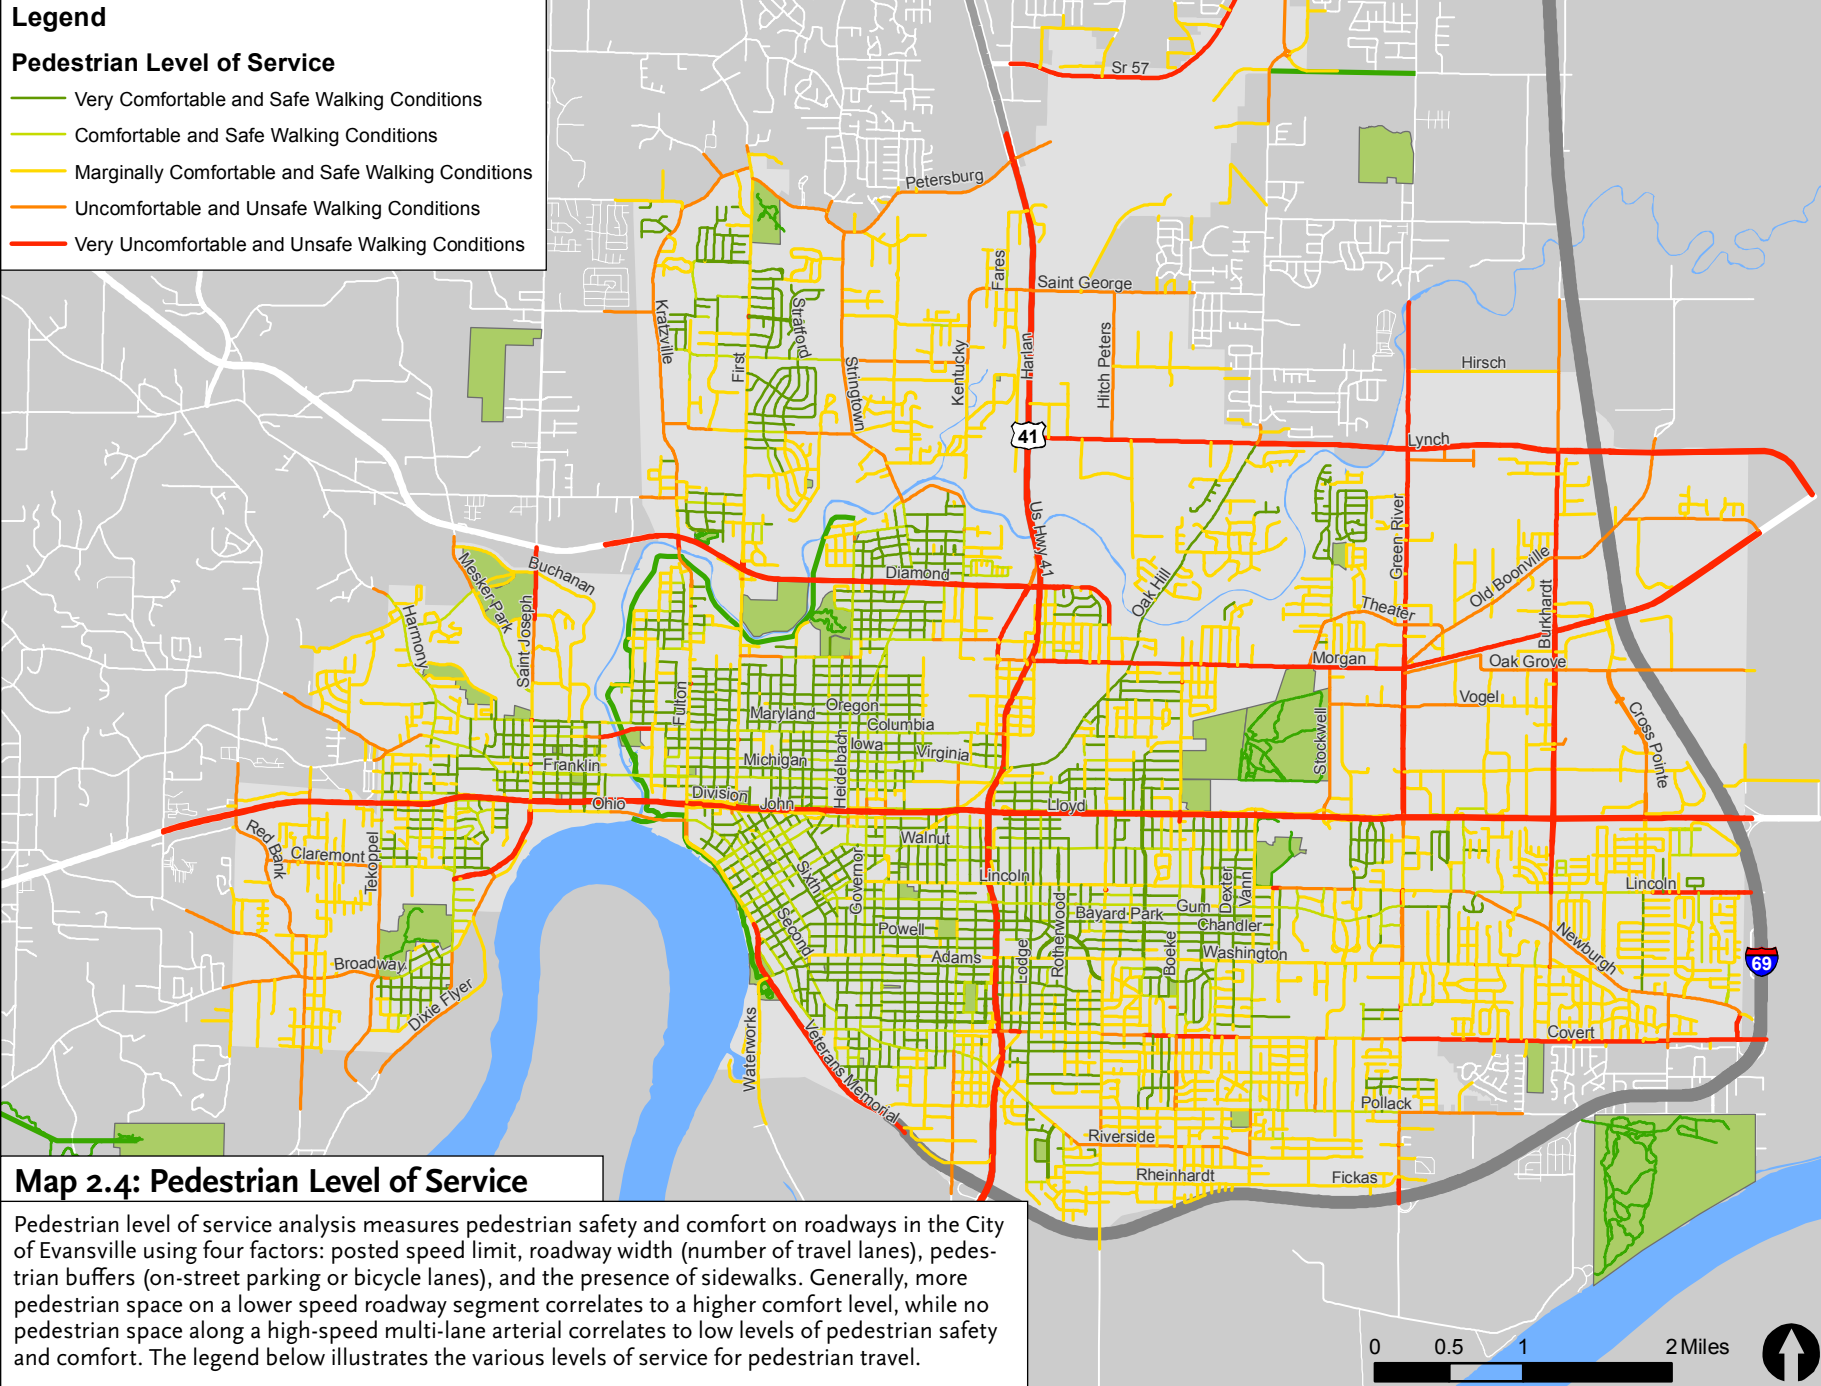 Legend
Pedestrian Level of Service
Very Comfortable and Safe Walking Conditions
Comfortable and Safe Walking Conditions
Marginally Comfortable and Safe Walking Conditions
Uncomfortable and Unsafe Walking Conditions
Very Uncomfortable and Unsafe Walking Conditions
Sr 57
Petersburg
Fares
Saint George
Kratzville
Stratford
First
Stringtown
Kentucky
Harlan
Hitch Peters
Hirsch
41
Lynch
Us Hwy 41
Green River
Mesker Park
Buchanan
Diamond
Oak Hill
Old Boonville
Theater
Burkhardt
Harmony
Saint Joseph
Morgan
Oak Grove
Vogel
Fulton
Maryland
Oregon
Columbia
Iowa
Virginia
Heidelbach
Michigan
Stockwell
Cross Pointe
Franklin
Division
John
Ohio
Lloyd
Red Bank
Claremont
Tekoppel
Walnut
Sixth
Governor
Lincoln
Dexter
Vann
Lincoln
Second
Powell
Rotherwood
Bayard Park
Gum
Chandler
Washington
Boeke
Newburgh
Adams
Lodge
Broadway
69
Dixie Flyer
Waterworks
Veterans Memorial
Covert
Pollack
Riverside
Rheinhardt
Fickas
Map 2.4: Pedestrian Level of Service
Pedestrian level of service analysis measures pedestrian safety and comfort on roadways in the City
of Evansville using four factors: posted speed limit, roadway width (number of travel lanes), pedes-
trian buffers (on-street parking or bicycle lanes), and the presence of sidewalks. Generally, more
pedestrian space on a lower speed roadway segment correlates to a higher comfort level, while no
pedestrian space along a high-speed multi-lane arterial correlates to low levels of pedestrian safety
and comfort. The legend below illustrates the various levels of service for pedestrian travel.
0 0.5 1 2 Miles